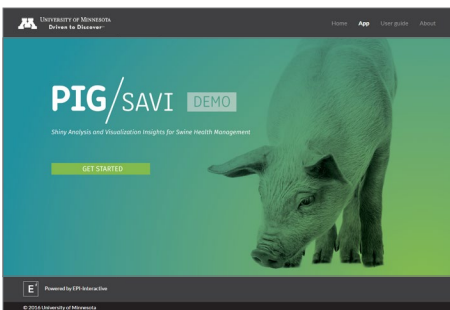 UNIVERSITY OF MINNESOTA
Driven to Discover℠
Home App User guide About
PIG/SAVI DEMO
Shiny Analysis and Visualization Insights for Swine Health Management
GET STARTED
E Powered by EPI-Interactive
© 2016 University of Minnesota